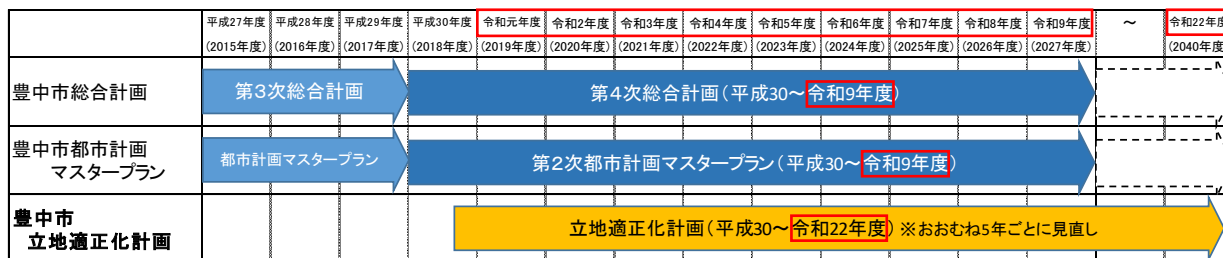 平成27年度 平成28年度 平成29年度 平成30年度 令和元年度 令和2年度 令和3年度 令和4年度 令和5年度 令和6年度 令和7年度 令和8年度 令和9年度 ～ 令和22年度
(2015年度) (2016年度) (2017年度) (2018年度) (2019年度) (2020年度) (2021年度) (2022年度) (2023年度) (2024年度) (2025年度) (2026年度) (2027年度) (2040年度)
豊中市総合計画 第3次総合計画 第4次総合計画(平成30～令和9年度)
豊中市都市計画
マスタープラン 都市計画マスタープラン 第2次都市計画マスタープラン(平成30～令和9年度)
豊中市
立地適正化計画 立地適正化計画(平成30～令和22年度)※おおむね5年ごとに見直し